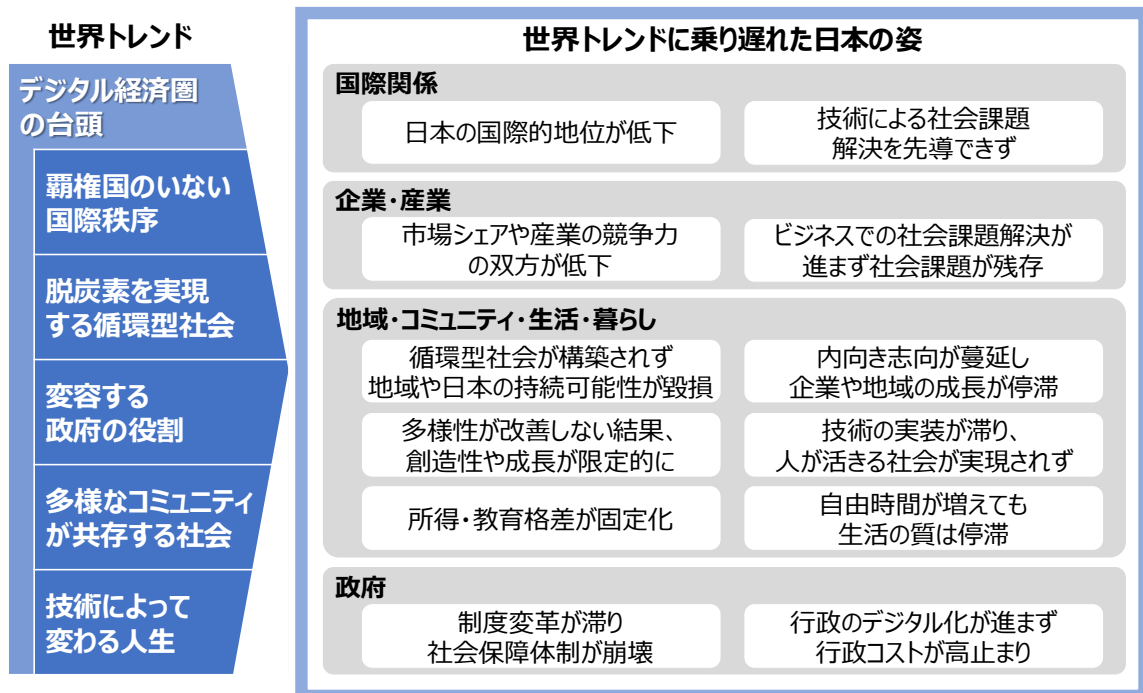 世界トレンド
デジタル経済圏
の台頭
覇権国のいない
国際秩序
脱炭素を実現
する循環型社会
変容する
政府の役割
多様なコミュニティ
が共存する社会
技術によって
変わる人生
世界トレンドに乗り遅れた日本の姿
国際関係
日本の国際的地位が低下
技術による社会課題
解決を先導できず
企業・産業
市場シェアや産業の競争力
の双方が低下
ビジネスでの社会課題解決が
進まず社会課題が残存
地域・コミュニティ・生活・暮らし
循環型社会が構築されず
地域や日本の持続可能性が毀損
内向き志向が蔓延し
企業や地域の成長が停滞
多様性が改善しない結果、
創造性や成長が限定的に
技術の実装が滞り、
人が活きる社会が実現されず
所得・教育格差が固定化
自由時間が増えても
生活の質は停滞
政府
制度変革が滞り
社会保障体制が崩壊
行政のデジタル化が進まず
行政コストが高止まり